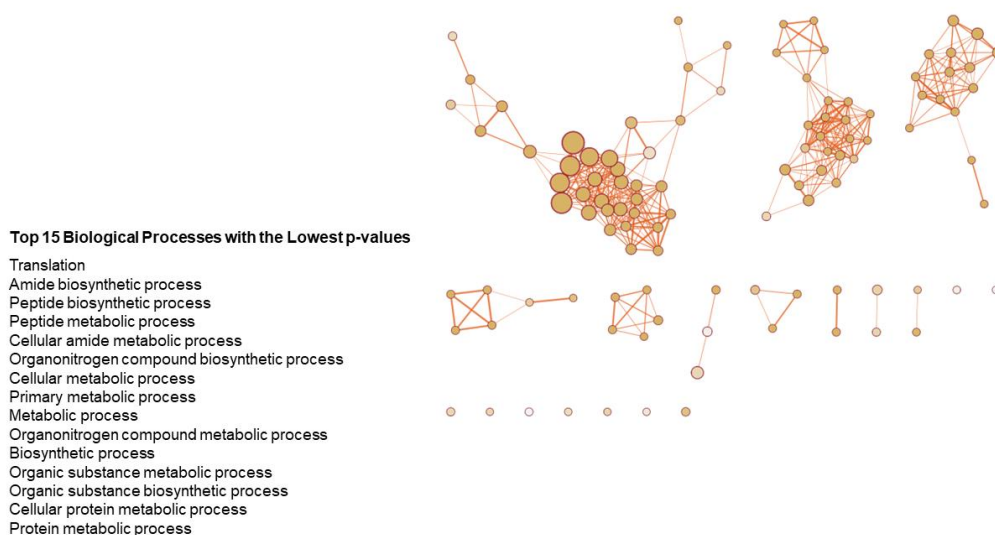 Top 15 Biological Processes with the Lowest p-values
Translation
Amide biosynthetic process
Peptide biosynthetic process
Peptide metabolic process
Cellular amide metabolic process
Organonitrogen compound biosynthetic process
Cellular metabolic process
Primary metabolic process
Metabolic process
Organonitrogen compound metabolic process
Biosynthetic process
Organic substance metabolic process
Organic substance biosynthetic process
Cellular protein metabolic process
Protein metabolic process